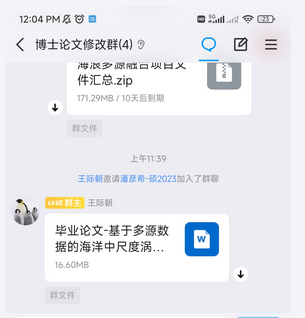 12:04 PM
23
博士论文修改群(4)
海浪多源融合项目文
件汇总.zip
171.29MB / 10天后到期
群文件
上午11:39
王际朝邀请潘彦希-硕2023加入了群聊
LV65 群主 王际朝
毕业论文-基于多源数
据的海洋中尺度涡...
W
16.60MB
群文件